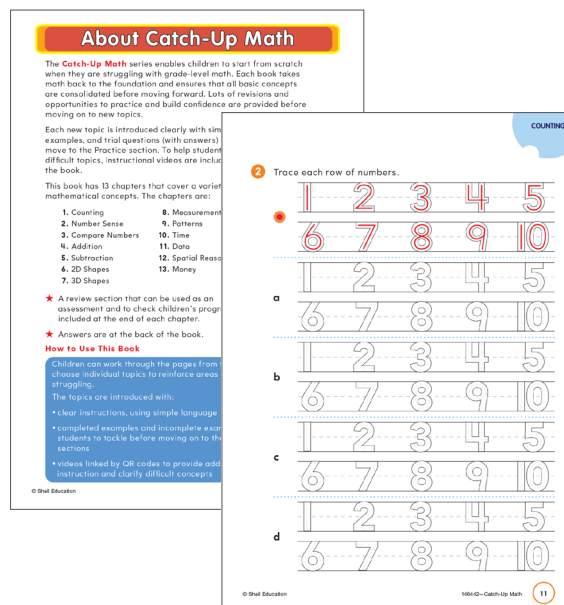 About Catch-Up Math
The Catch-Up Math series enables children to start from scratch
when they are struggling with grade-level math. Each book takes
math back to the foundation and ensures that all basic concepts
are consolidated before moving forward. Lots of revisions and
opportunities to practice and build confidence are provided before
moving on to new topics.
Each new topic is introduced clearly with
examples, and trial questions (with answers)
move to the Practice section. To help
difficult topics, instructional videos are
the book.
This book has 13 chapters that cover a
mathematical concepts. The chapters are:
1. Counting
2. Number Sense
3. Compare Numbers
4. Addition
5. Subtraction
6. 2D Shapes
7. 3D Shapes
8. Measurement
9. Patterns
10. Time
11. Data
12. Spatial
13. Money
★ A review section that can be used as an
assessment and to check children's
included at the end of each chapter.
★ Answers are at the back of the book.
How to Use This Book
Children can work through the pages from
choose individual topics to reinforce areas
struggling.
The topics are introduced with:
• clear instructions, using simple language
• completed examples and incomplete
students to tackle before moving on to
sections
• videos linked by QR codes to provide
instruction and clarify difficult concepts
© Shell Education
COUNTING
2 Trace each row of numbers.
1 2 3 4 5
6 7 8 9 10
a
1 2 3 4 5
6 7 8 9 10
b
1 2 3 4 5
6 7 8 9 10
c
1 2 3 4 5
6 7 8 9 10
d
1 2 3 4 5
6 7 8 9 10
© Shell Education
146442—Catch-Up Math
11